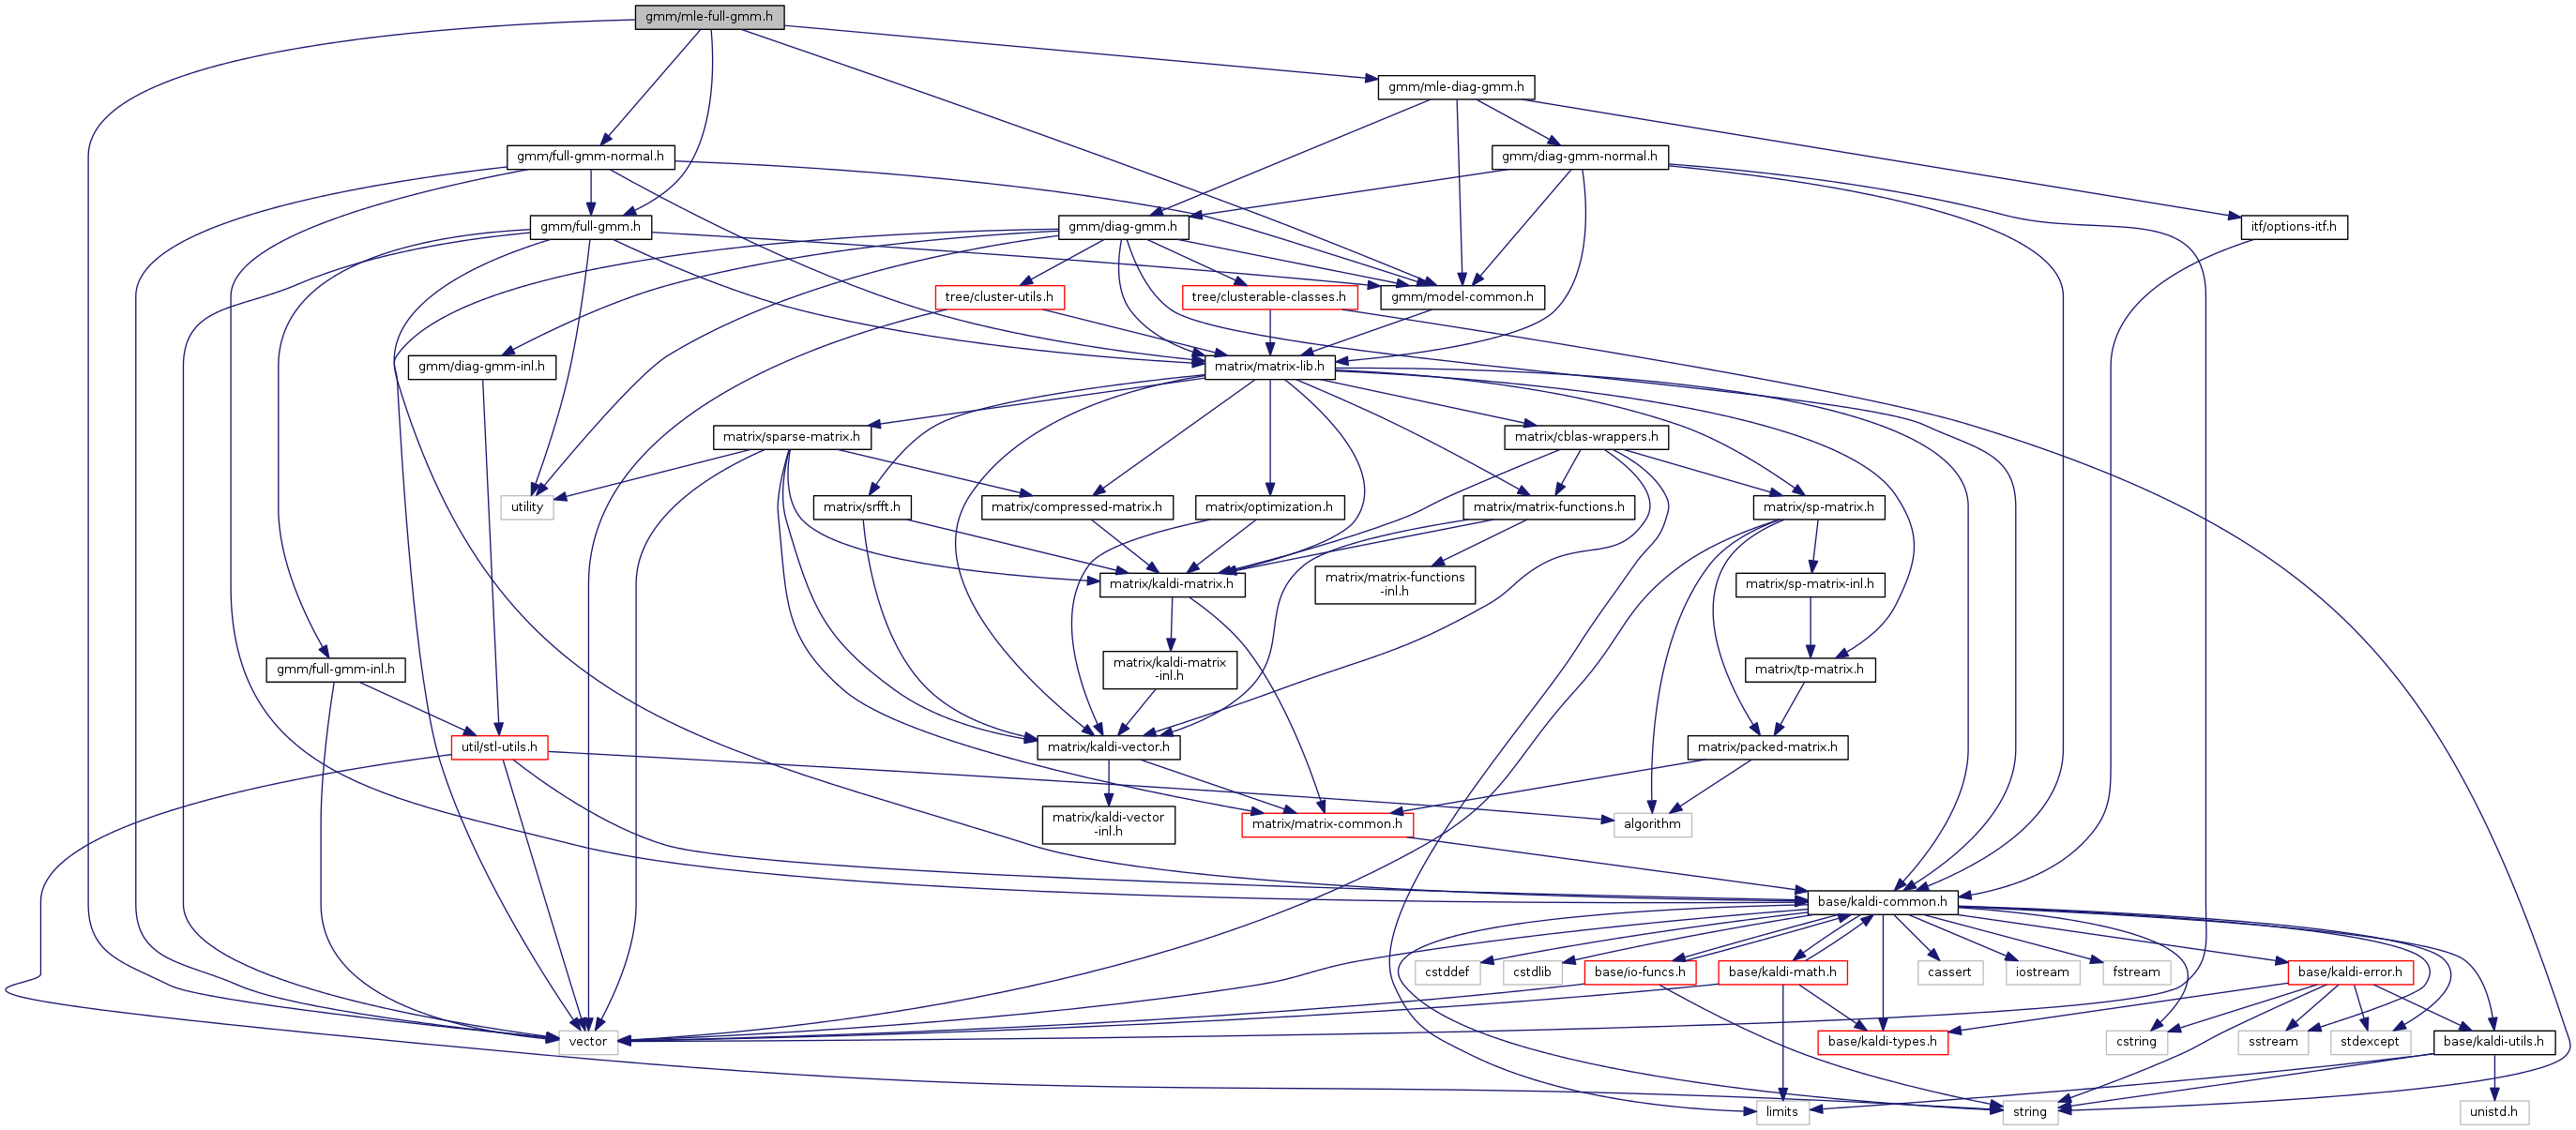 gmm/mle-full-gmm.h
gmm/mle-diag-gmm.h
gmm/full-gmm-normal.h
gmm/diag-gmm-normal.h
gmm/full-gmm.h
gmm/diag-gmm.h
itf/options-itf.h
tree/cluster-utils.h
tree/clusterable-classes.h
gmm/model-common.h
gmm/diag-gmm-inl.h
matrix/matrix-lib.h
matrix/sparse-matrix.h
matrix/cblas-wrappers.h
utility
matrix/srfft.h
matrix/compressed-matrix.h
matrix/optimization.h
matrix/matrix-functions.h
matrix/sp-matrix.h
matrix/kaldi-matrix.h
matrix/matrix-functions
-inl.h
matrix/sp-matrix-inl.h
gmm/full-gmm-inl.h
matrix/kaldi-matrix
-inl.h
matrix/tp-matrix.h
util/stl-utils.h
matrix/kaldi-vector.h
matrix/packed-matrix.h
matrix/kaldi-vector
-inl.h
matrix/matrix-common.h
algorithm
base/kaldi-common.h
cstddef
cstdlib
base/io-funcs.h
base/kaldi-math.h
cassert
iostream
fstream
base/kaldi-error.h
vector
base/kaldi-types.h
cstring
sstream
stdexcept
base/kaldi-utils.h
limits
string
unistd.h